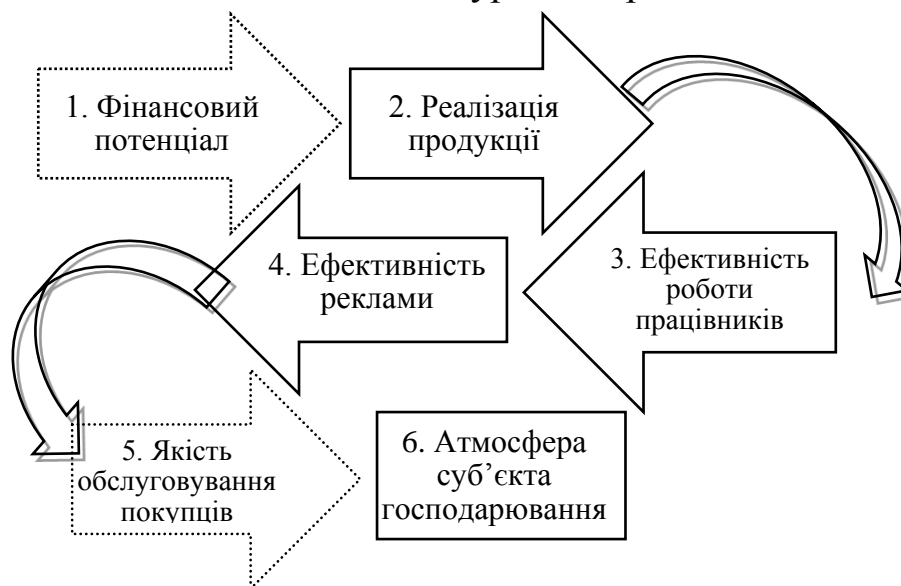 1. Фінансовий
потенціал
2. Реалізація
продукції
3. Ефективність
роботи
працівників
4. Ефективність
реклами
5. Якість
обслуговування
покупців
6. Атмосфера
суб’єкта
господарювання